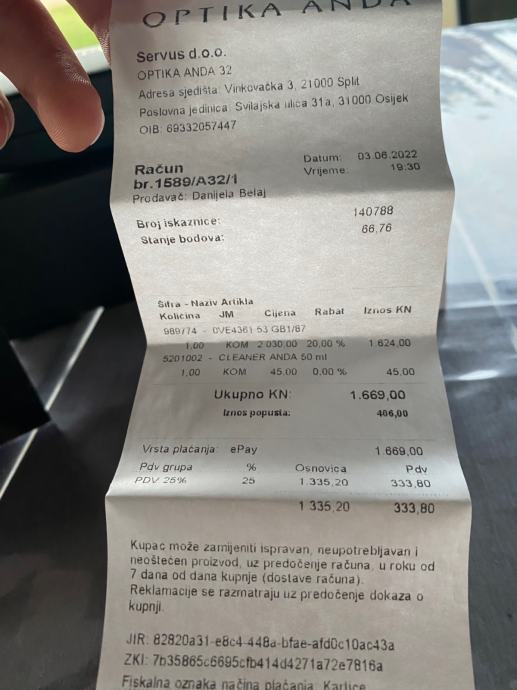 OPTIKA ANDA
Servus d.o.o.
OPTIKA ANDA 32
Adresa sjedišta: Vinkovačka 3, 21000 Split
Poslovna jedinica: Svilajska ulica 31a, 31000 Osijek
OIB: 69332057447
Račun Datum: 03.06.2022
br.1589/A32/1 Vrijeme: 19:30
Prodavač: Danijela Belaj
Broj iskaznice: 140788
Stanje bodova: 66,76
Šifra - Naziv Artikla
Količina JM Cijena Rabat Iznos KN
989/74 - 0VE4361 53 GB1/87
1,00 KOM 2 030,00 20,00 % 1.624,00
5201002 - CLEANER ANDA 50 ml
1,00 KOM 45,00 0,00 % 45,00
Ukupno KN: 1.669,00
Iznos popusta: 406,00
Vrsta plaćanja: ePay 1 669,00
Pdv grupa % Osnovica Pdv
PDV 25% 25 1.335,20 333,80
1 335,20 333,80
Kupac može zamijeniti ispravan, neupotrebljavan i
neoštećen proizvod, uz predočenje računa, u roku od
7 dana od dana kupnje (dostave računa).
Reklamacije se razmatraju uz predočenje dokaza o
kupnji.
JIR: 82820a31-e8c4-448a-bfae-afd0c10ac43a
ZKI: 7b35865c6695cfb414d4271a72e7816a
Fiskalna oznaka načina plaćanja: Kartice